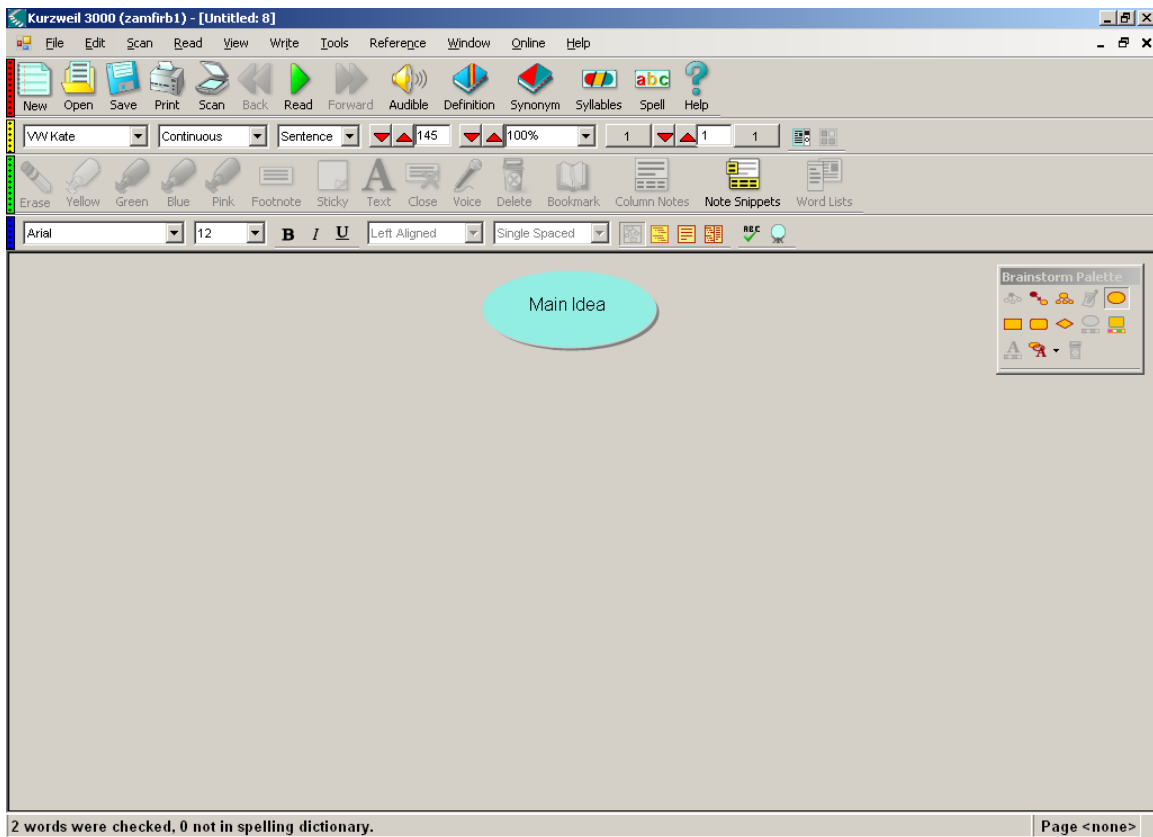 Kurzweil 3000 (zamfirb1) - [Untitled: 8]
File Edit Scan Read View Write Tools Reference Window Online Help
New Open Save Print Scan Back Read Forward Audible Definition Synonym Syllables Spell Help
VW Kate Continuous Sentence 145 100% 1 1 1
Erase Yellow Green Blue Pink Footnote Sticky Text Close Voice Delete Bookmark Column Notes Note Snippets Word Lists
Arial 12 B I U Left Aligned Single Spaced ABC
Brainstorm Palette
Main Idea
2 words were checked, 0 not in spelling dictionary. Page <none>